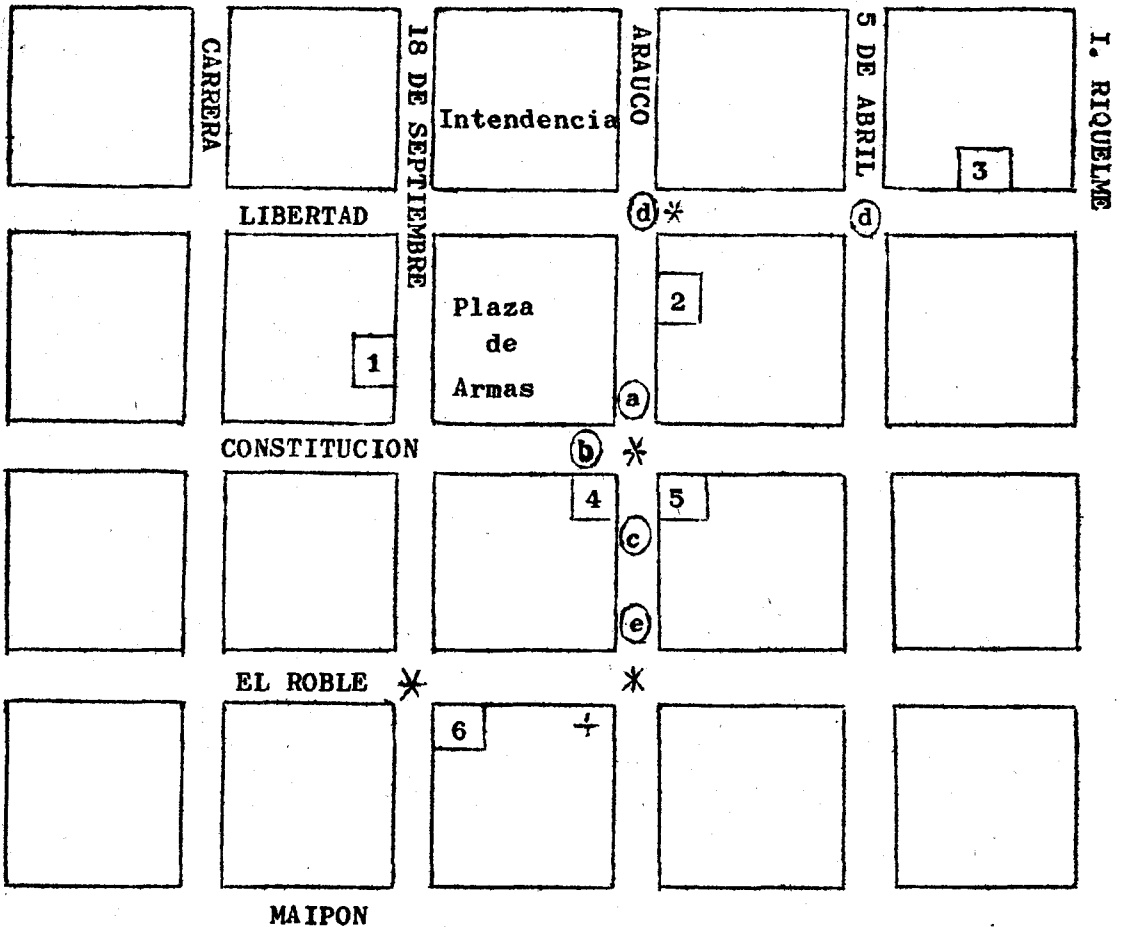 CARRERA
18 DE SEPTIEMBRE
ARAUCO
5 DE ABRIL
I. RIQUELME
Intendencia
3
LIBERTAD
d
*
d
Plaza
de
Armas
2
1
a
CONSTITUCION
b
*
4
5
c
e
EL ROBLE
*
*
6
MAIPON